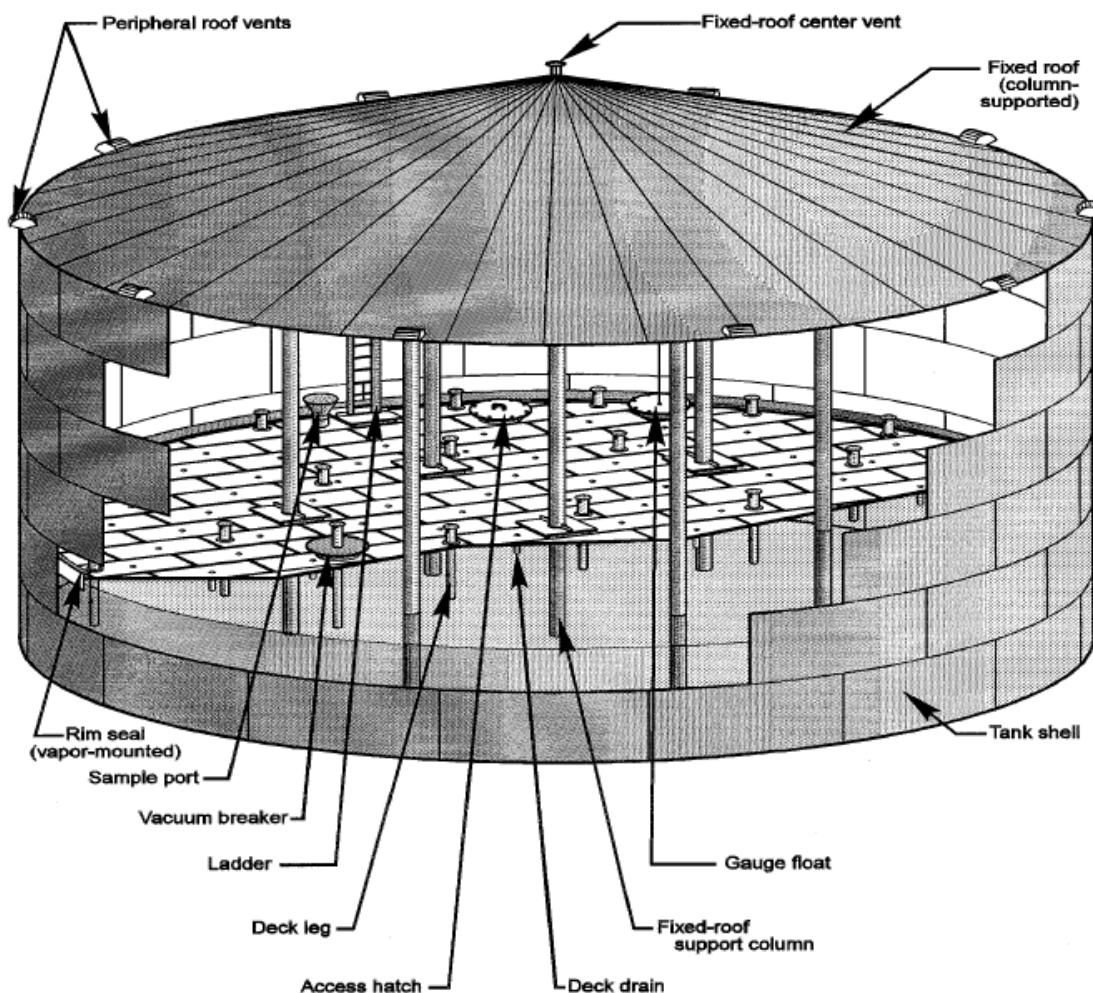 Peripheral roof vents
Fixed-roof center vent
Fixed roof
(column-
supported)
Rim seal
(vapor-mounted)
Tank shell
Sample port
Vacuum breaker
Ladder
Gauge float
Deck leg
Fixed-roof
support column
Access hatch
Deck drain